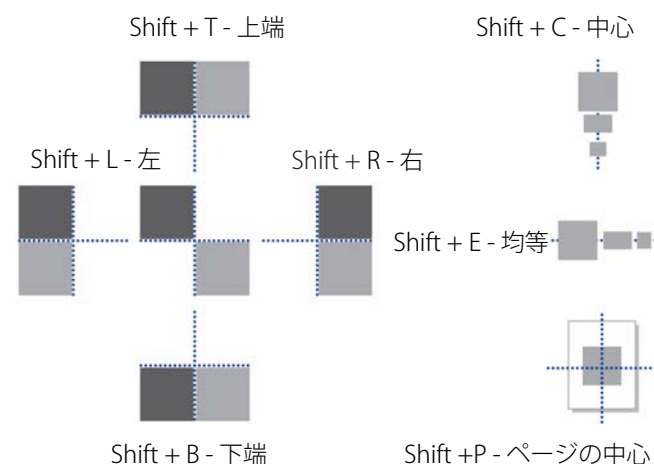 Shift + T - 上端
Shift + C - 中心
Shift + L - 左
Shift + R - 右
Shift + E - 均等
Shift + B - 下端
Shift +P - ページの中心